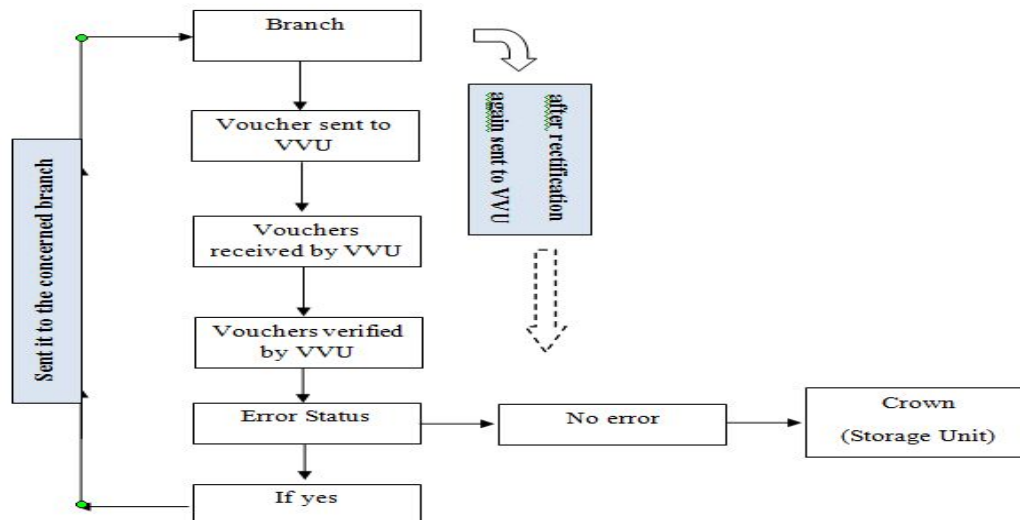 Branch
Voucher sent to
VVU
Vouchers
received by VVU
Vouchers verified
by VVU
Error Status
If yes
No error
Crown
(Storage Unit)
after rectification
again sent to VVU
Sent it to the concerned branch